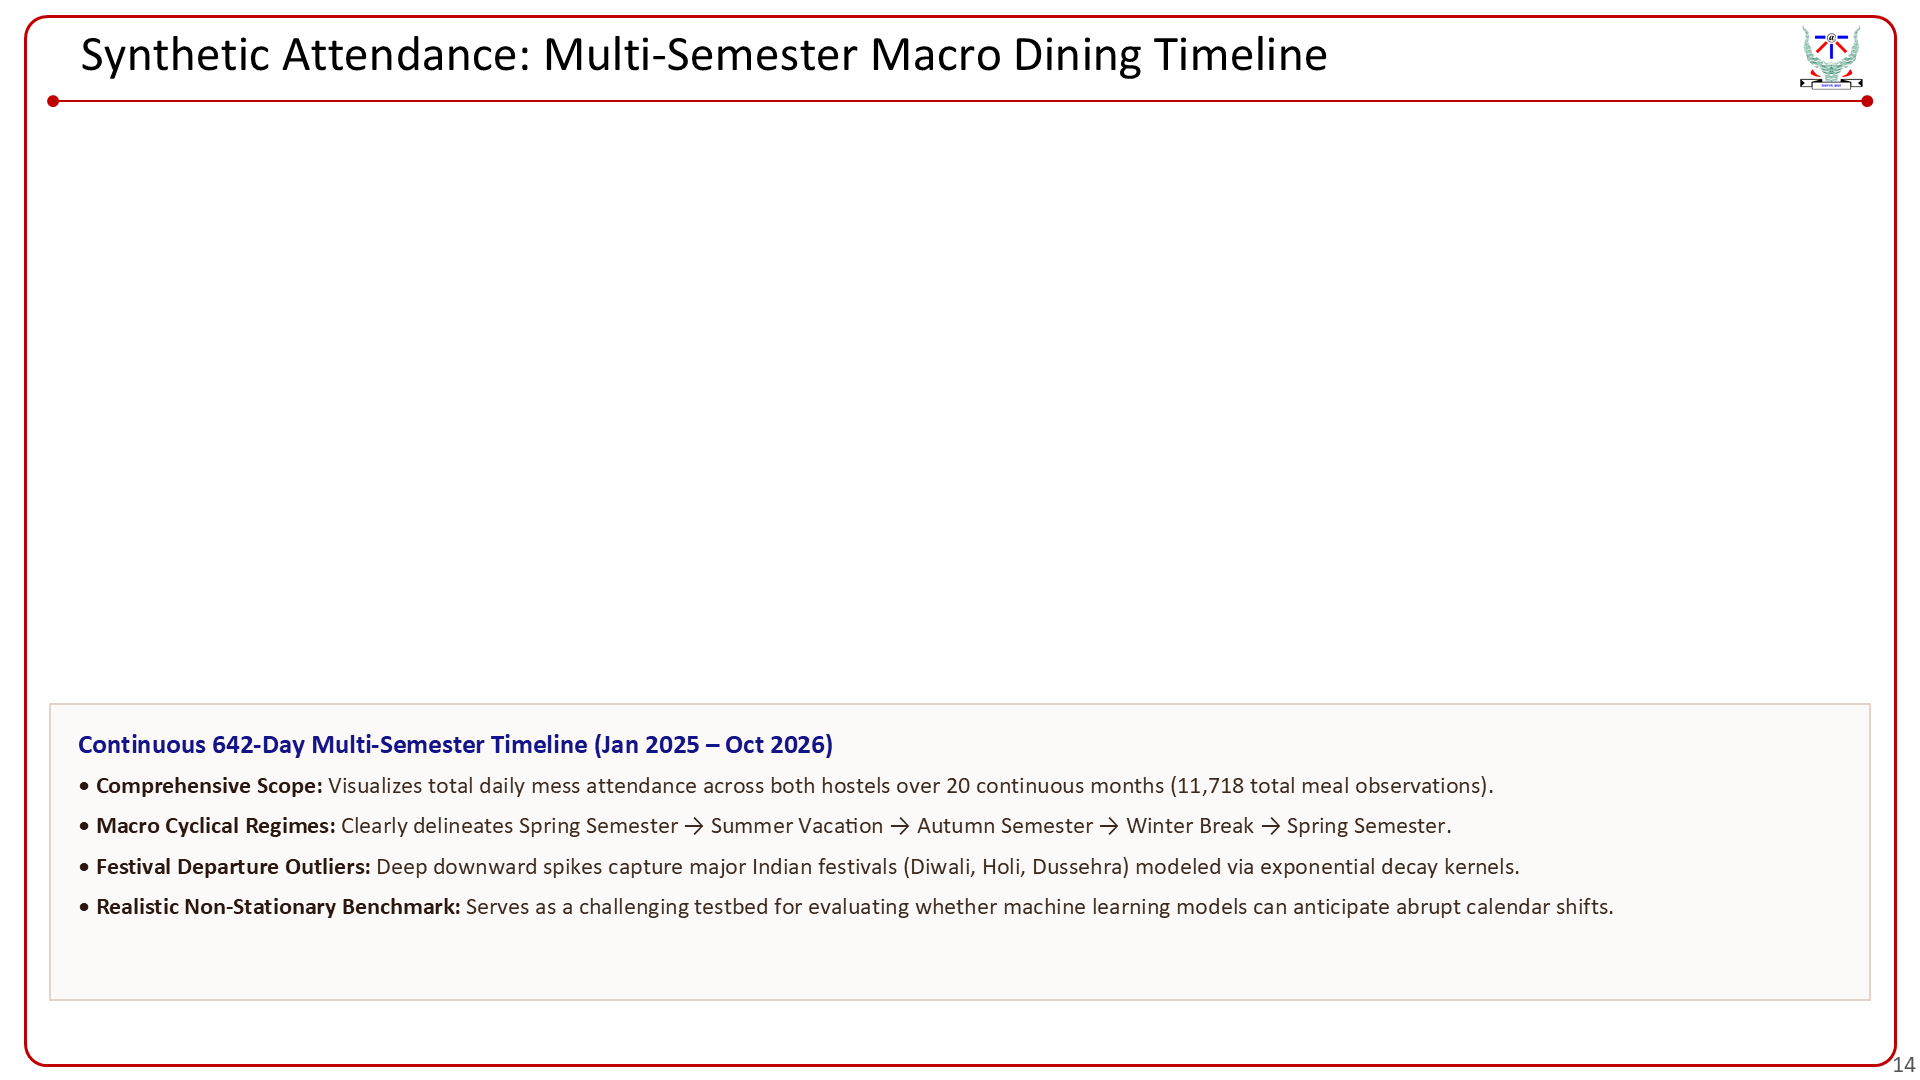 Synthetic Attendance: Multi-Semester Macro Dining Timeline
@
Continuous 642-Day Multi-Semester Timeline (Jan 2025 – Oct 2026)
• Comprehensive Scope: Visualizes total daily mess attendance across both hostels over 20 continuous months (11,718 total meal observations).
• Macro Cyclical Regimes: Clearly delineates Spring Semester → Summer Vacation → Autumn Semester → Winter Break → Spring Semester.
• Festival Departure Outliers: Deep downward spikes capture major Indian festivals (Diwali, Holi, Dussehra) modeled via exponential decay kernels.
• Realistic Non-Stationary Benchmark: Serves as a challenging testbed for evaluating whether machine learning models can anticipate abrupt calendar shifts.
14